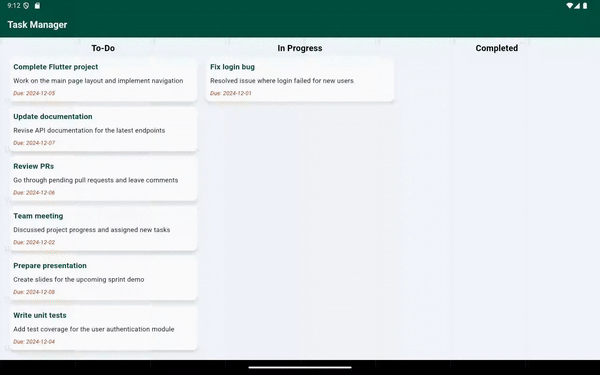 9:12
Task Manager
To-Do
In Progress
Completed
Complete Flutter project
Work on the main page layout and implement navigation
Due: 2024-12-05
Update documentation
Revise API documentation for the latest endpoints
Due: 2024-12-07
Review PRs
Go through pending pull requests and leave comments
Due: 2024-12-06
Team meeting
Discussed project progress and assigned new tasks
Due: 2024-12-02
Prepare presentation
Create slides for the upcoming sprint demo
Due: 2024-12-08
Write unit tests
Add test coverage for the user authentication module
Due: 2024-12-04
Fix login bug
Resolved issue where login failed for new users
Due: 2024-12-01